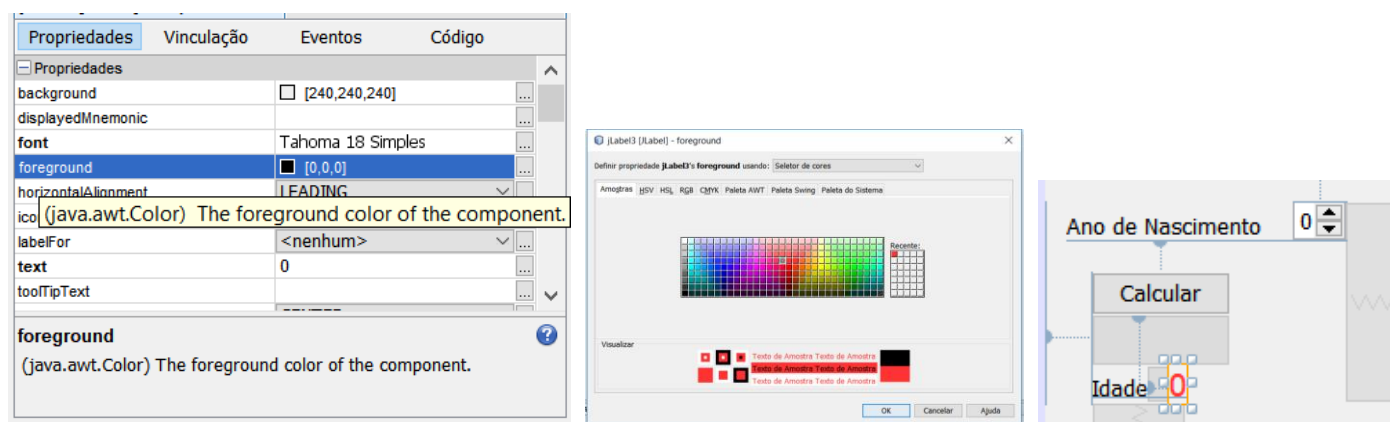 Propriedades Vinculação Eventos Código
Propriedades
background [240,240,240] ...
displayedMnemonic ...
font Tahoma 18 Simples ...
foreground [0,0,0] ...
horizontalAlignment LEADING
ico
(java.awt.Color) The foreground color of the component.
labelFor <nenhum> ...
text 0 ...
toolTipText ...
foreground
(java.awt.Color) The foreground color of the component.
jLabel3 [JLabel] - foreground
Definir propriedade jLabel3's foreground usando: Seletor de cores
Amostras HSV HSL RGB CMYK Paleta AWT Paleta Swing Paleta do Sistema
Recente:
Visualizar
Texto de Amostra Texto de Amostra
Texto de Amostra Texto de Amostra
Texto de Amostra Texto de Amostra
OK Cancelar Ajuda
Ano de Nascimento 0
Calcular
Idade 0